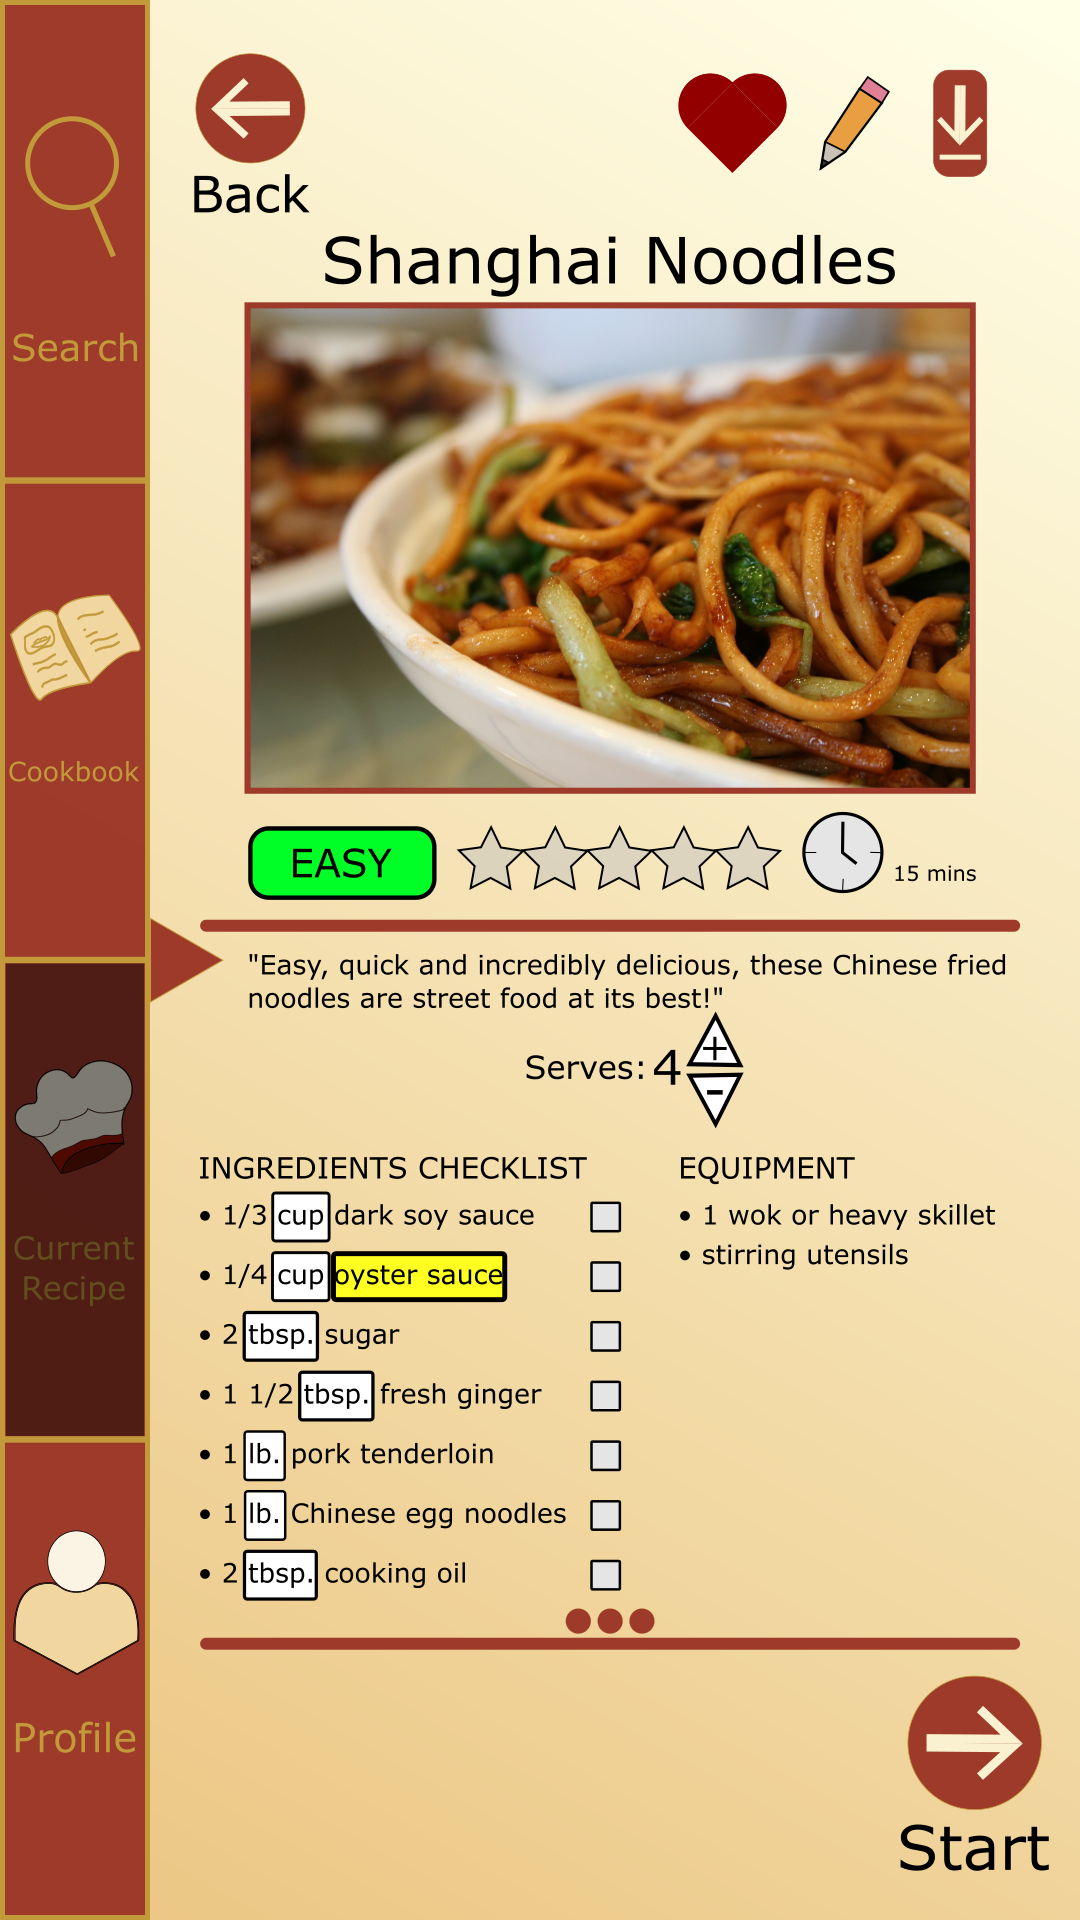 Back
Shanghai Noodles
Search
Cookbook
EASY
15 mins
"Easy, quick and incredibly delicious, these Chinese fried
noodles are street food at its best!"
Serves: 4
+
-
Current
Recipe
INGREDIENTS CHECKLIST
• 1/3 cup dark soy sauce
• 1/4 cup oyster sauce
• 2 tbsp. sugar
• 1 1/2 tbsp. fresh ginger
• 1 lb. pork tenderloin
• 1 lb. Chinese egg noodles
• 2 tbsp. cooking oil
EQUIPMENT
• 1 wok or heavy skillet
• stirring utensils
Profile
Start